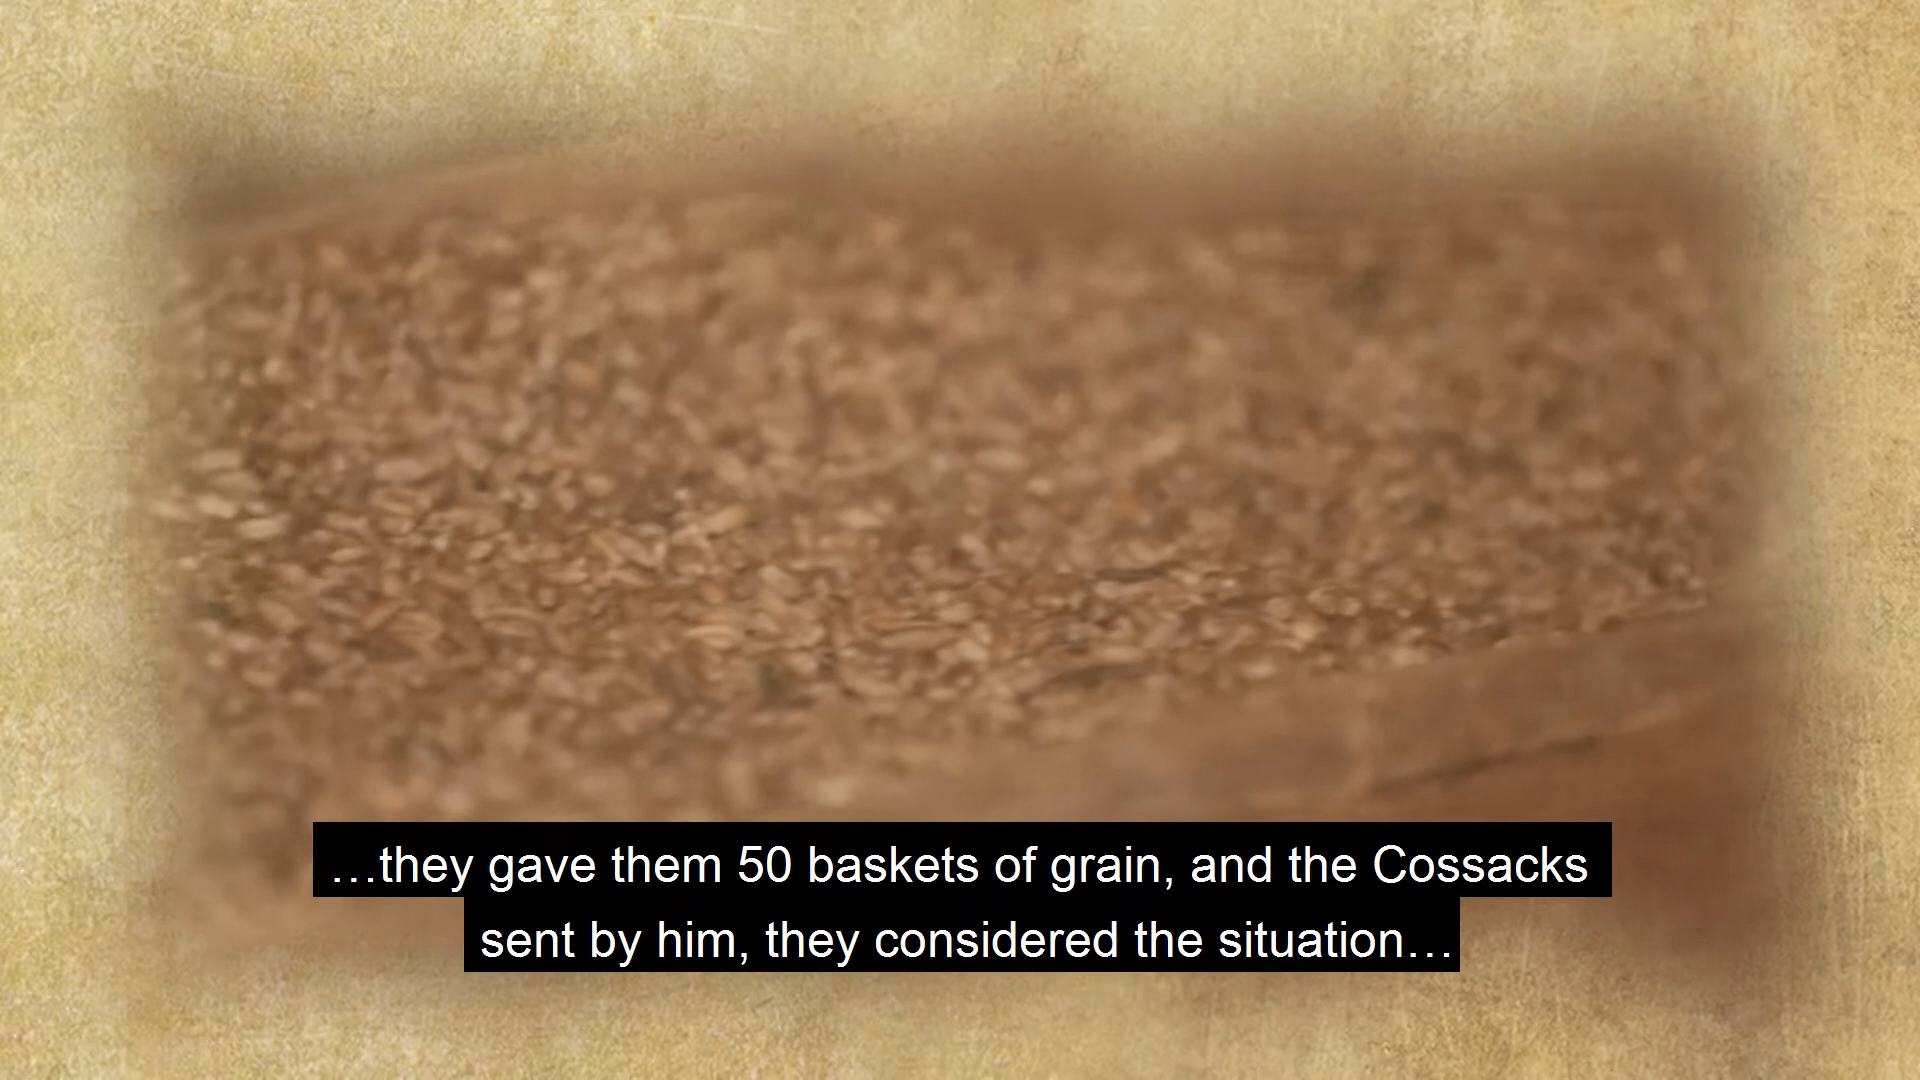 …they gave them 50 baskets of grain, and the Cossacks
sent by him, they considered the situation…